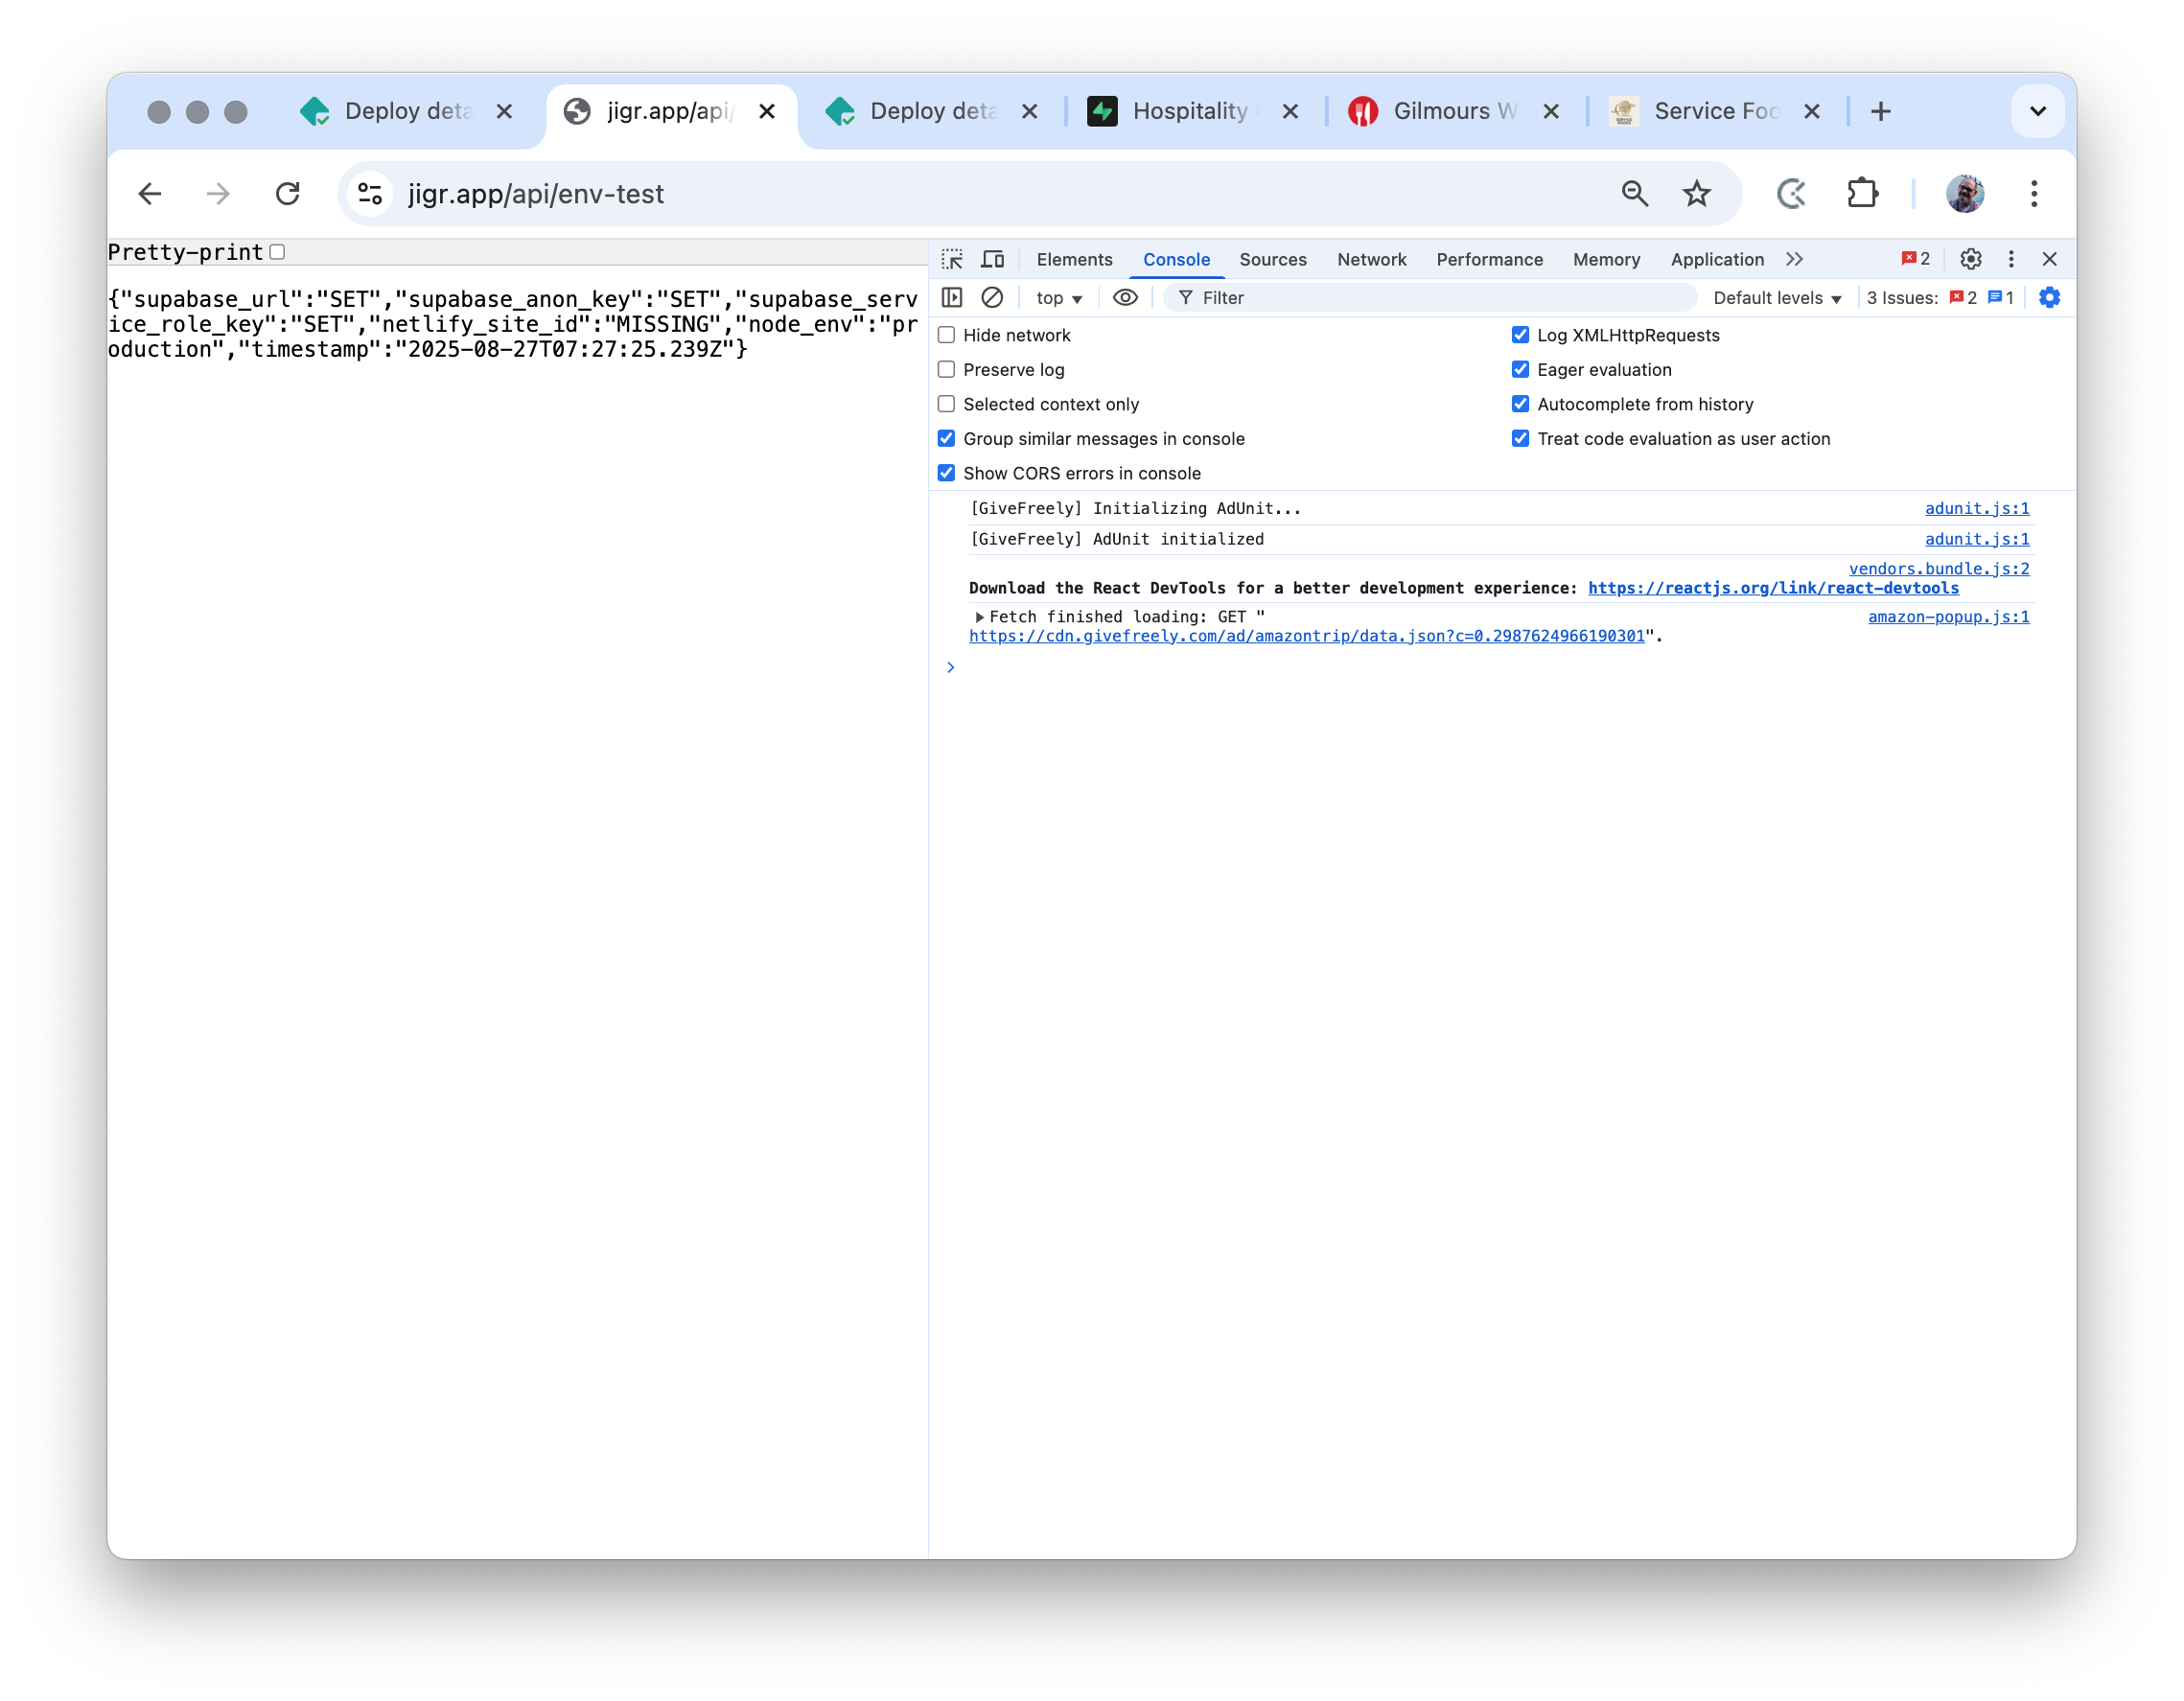 Deploy deta
jigr.app/api/
Deploy deta
Hospitality
Gilmours W
Service Foo
jigr.app/api/env-test
Pretty-print
{"supabase_url":"SET","supabase_anon_key":"SET","supabase_serv
ice_role_key":"SET","netlify_site_id":"MISSING","node_env":"pr
oduction","timestamp":"2025-08-27T07:27:25.239Z"}
Elements Console Sources Network Performance Memory Application 2
top Filter Default levels 3 Issues: 2 1
Hide network
Log XMLHttpRequests
Preserve log
Eager evaluation
Selected context only
Autocomplete from history
Group similar messages in console
Treat code evaluation as user action
Show CORS errors in console
[GiveFreely] Initializing AdUnit... adunit.js:1
[GiveFreely] AdUnit initialized adunit.js:1
vendors.bundle.js:2
Download the React DevTools for a better development experience: https://reactjs.org/link/react-devtools
Fetch finished loading: GET " amazon-popup.js:1
https://cdn.givefreely.com/ad/amazontrip/data.json?c=0.2987624966190301".